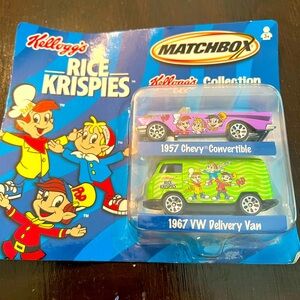 Kellogg's
RICE
KRISPIES
MATCHBOX
Kellogg's Collection
1957 Chevy Convertible
1967 VW Delivery Van